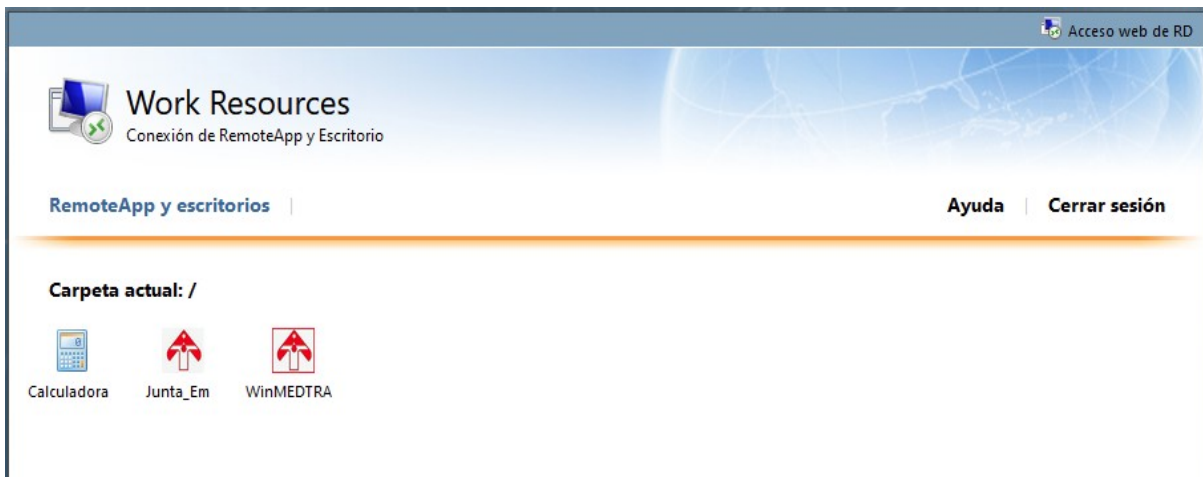 Acceso web de RD
Work Resources
Conexión de RemoteApp y Escritorio
RemoteApp y escritorios
Ayuda
Cerrar sesión
Carpeta actual: /
Calculadora
Junta_Em
WinMEDTRA